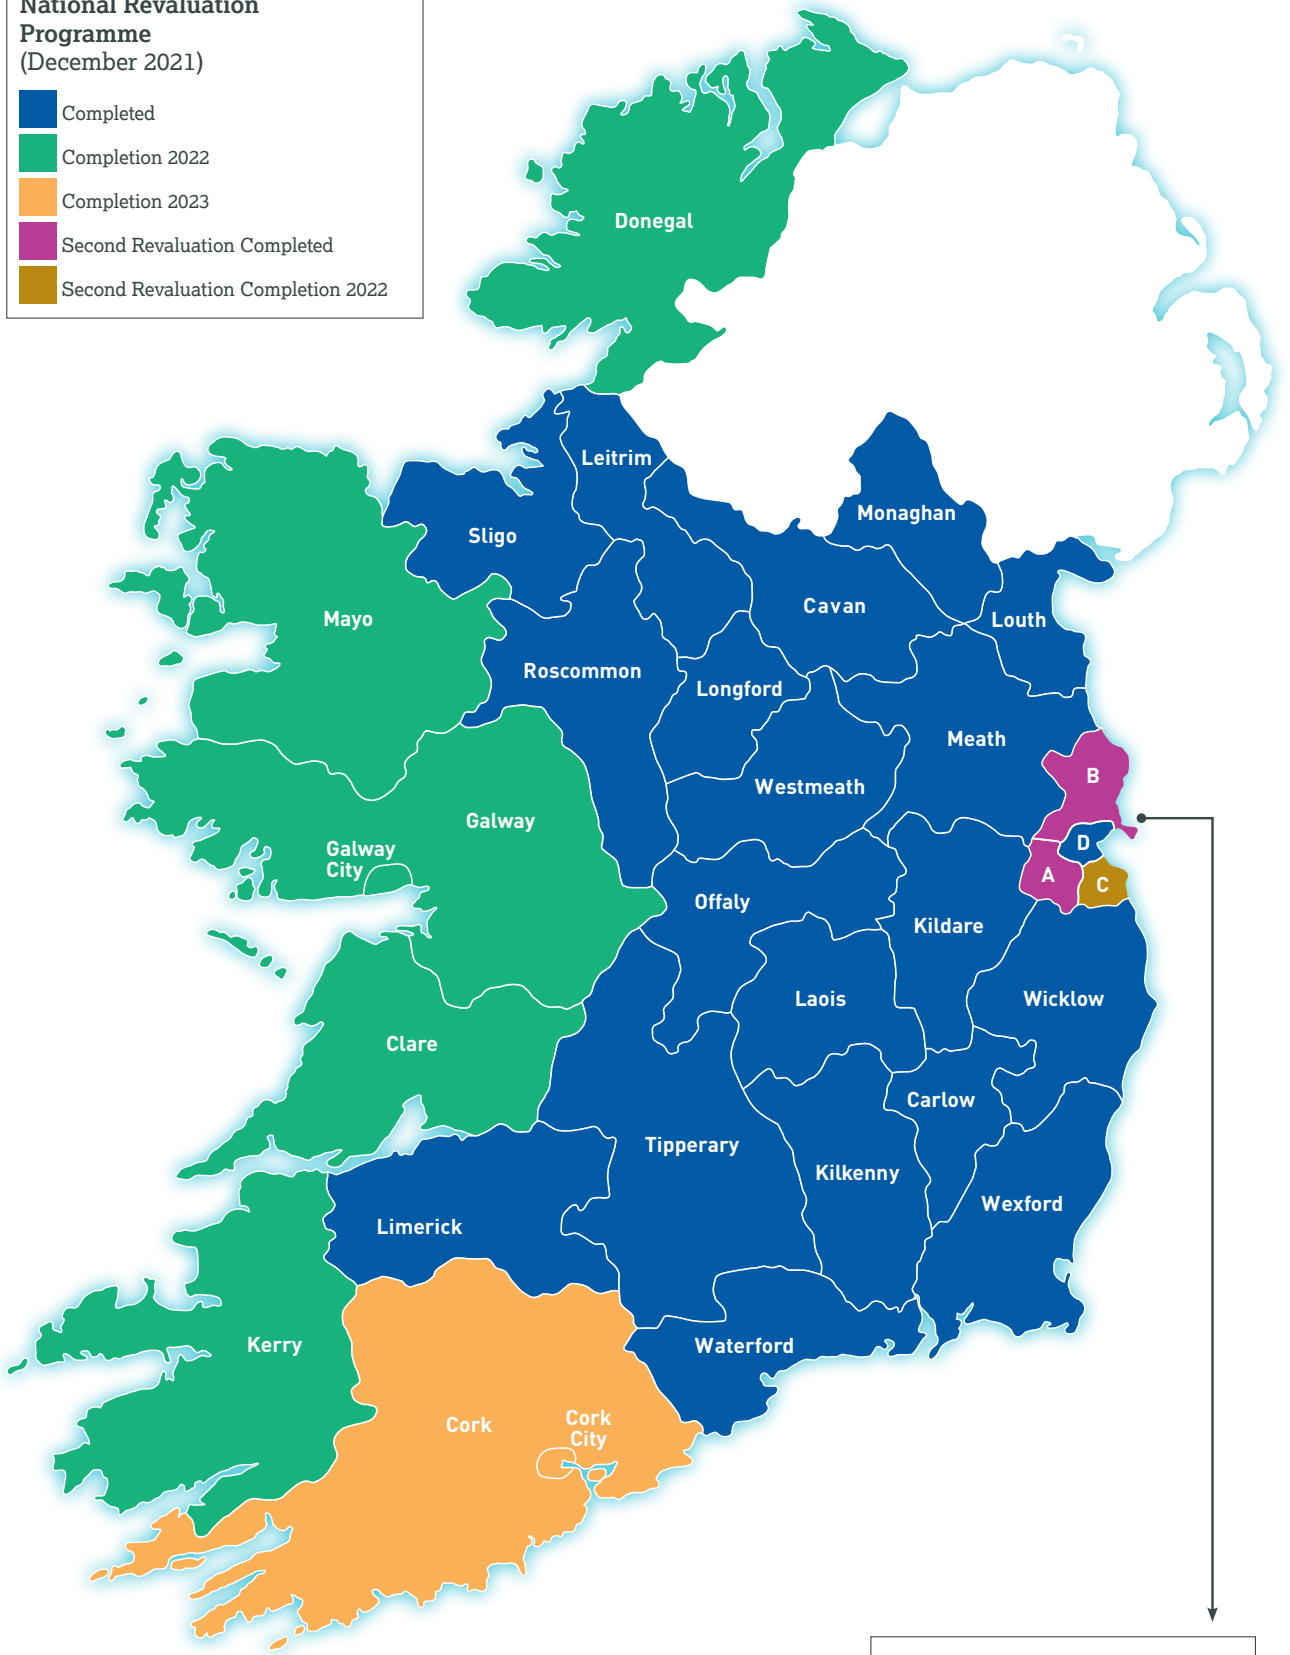 National Revaluation
Programme
(December 2021)
Completed
Completion 2022
Completion 2023
Second Revaluation Completed
Second Revaluation Completion 2022
Donegal
Leitrim
Monaghan
Sligo
Cavan
Louth
Mayo
Roscommon
Longford
Meath
B
Westmeath
Galway
D
Galway
City
A
C
Offaly
Kildare
Laois
Wicklow
Clare
Carlow
Tipperary
Kilkenny
Wexford
Limerick
Kerry
Waterford
Cork
Cork
City